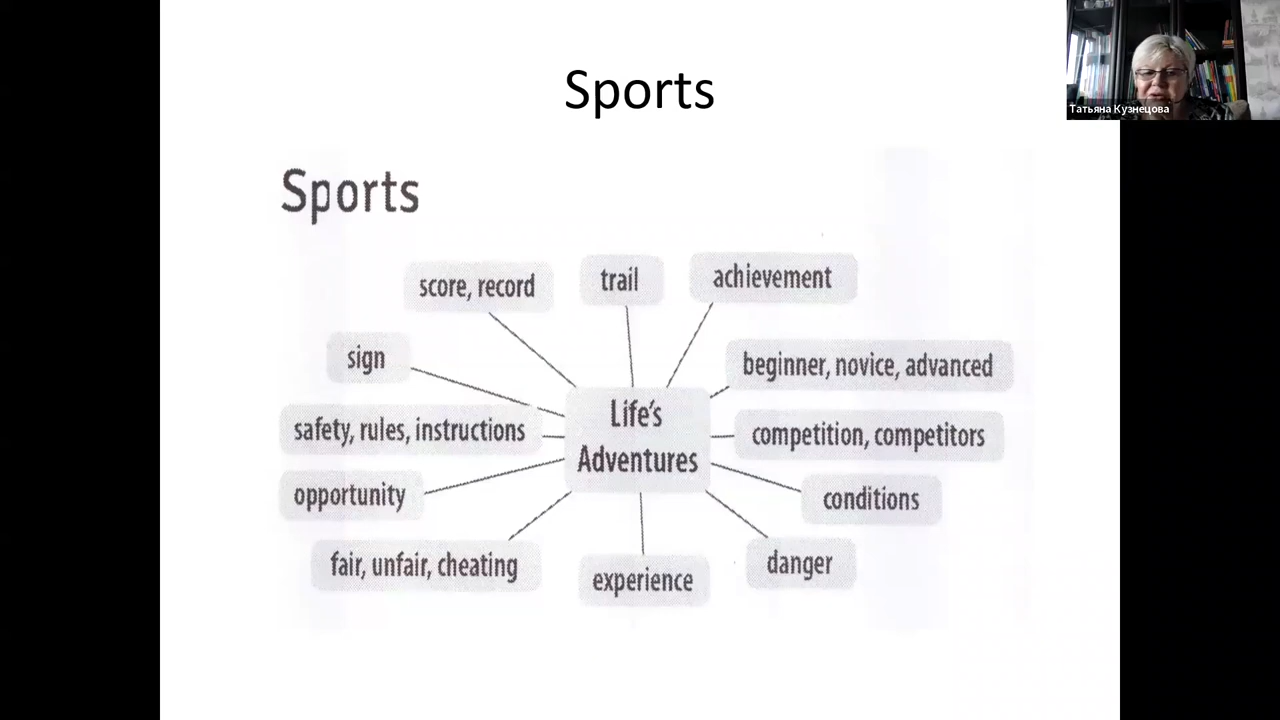 Sports
Татьяна Кузнецова
Sports
score, record
trail
achievement
sign
beginner, novice, advanced
Life's
Adventures
safety, rules, instructions
competition, competitors
opportunity
conditions
fair, unfair, cheating
experience
danger